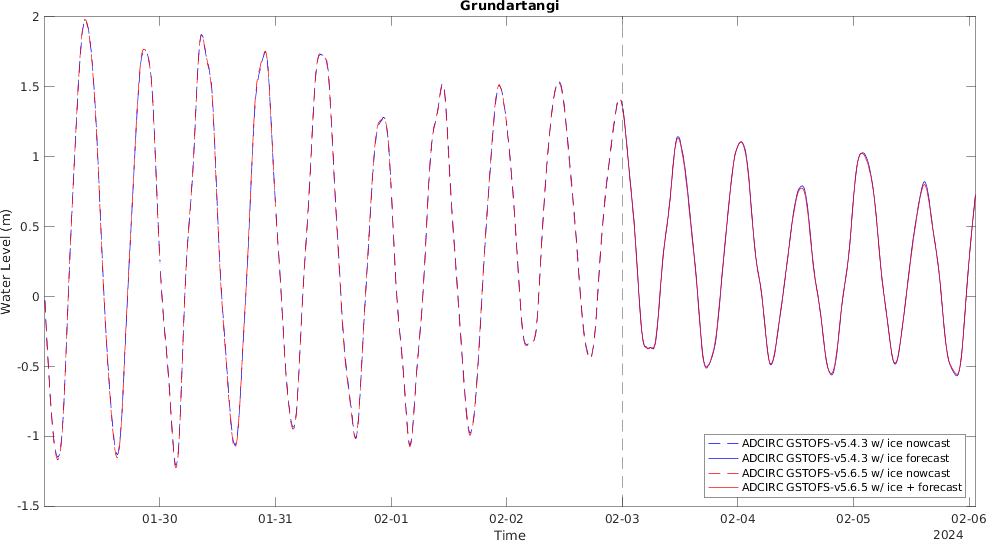 Grundartangi
2
1.5
1
0.5
0
-0.5
-1
-1.5
Water Level (m)
01-30 01-31 02-01 02-02 02-03 02-04 02-05 02-06
Time
2024
ADCIRC GSTOFS-v5.4.3 w/ ice nowcast
ADCIRC GSTOFS-v5.4.3 w/ ice forecast
ADCIRC GSTOFS-v5.6.5 w/ ice nowcast
ADCIRC GSTOFS-v5.6.5 w/ ice + forecast